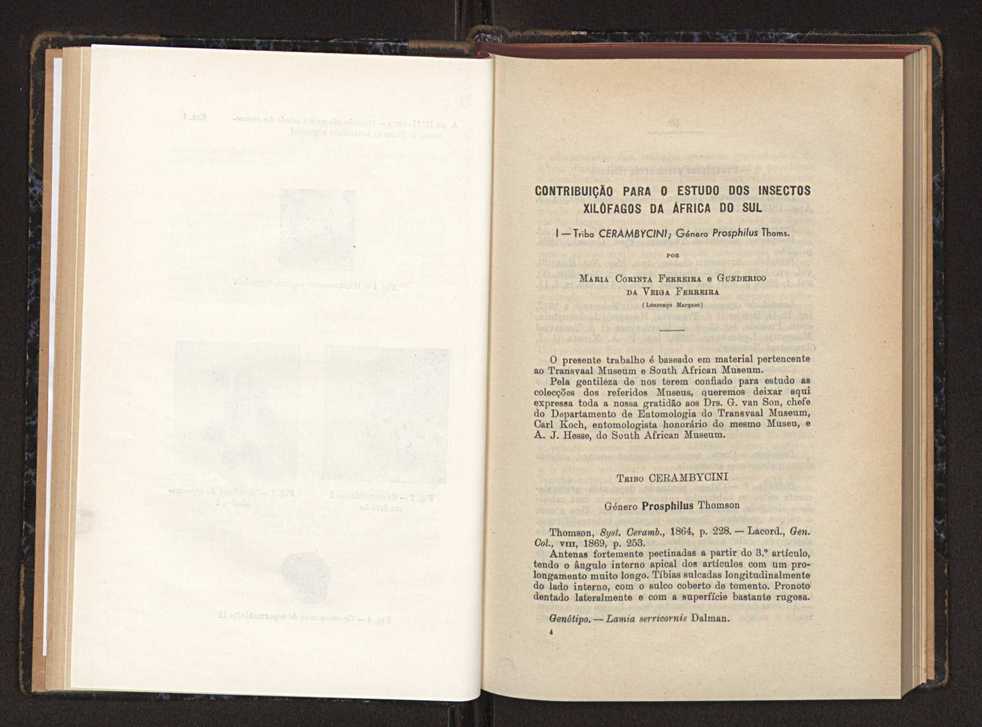 CONTRIBUIÇÃO PARA O ESTUDO DOS INSECTOS
XILÓFAGOS DA ÁFRICA DO SUL
I — Tribo CERAMBYCINI; Género Prosphilus Thoms.
POR
MARIA CORINTA FERREIRA e GUNDERICO
DA VEIGA FERREIRA
(Lourenço Marques)
O presente trabalho é baseado em material pertencente
ao Transvaal Museum e South African Museum.
Pela gentileza de nos terem confiado para estudo as
colecções dos referidos Museus, queremos deixar aqui
expressa toda a nossa gratidão aos Drs. G. van Son, chefe
do Departamento de Entomologia do Transvaal Museum,
Carl Koch, entomologista honorário do mesmo Museu, e
A. J. Hesse, do South African Museum.
TRIBO CERAMBYCINI
Género Prosphilus Thomson
Thomson, Syst. Ceramb., 1864, p. 228. — Lacord., Gen.
Col., VIII, 1869, p. 253.
Antenas fortemente pectinadas a partir do 3.º artículo,
tendo o ângulo interno apical dos artículos com um pro-
longamento muito longo. Tíbias sulcadas longitudinalmente
do lado interno, com o sulco coberto de tomento. Pronoto
dentado lateralmente e com a superfície bastante rugosa.
Genótipo. — Lamia serricornis Dalman.
4